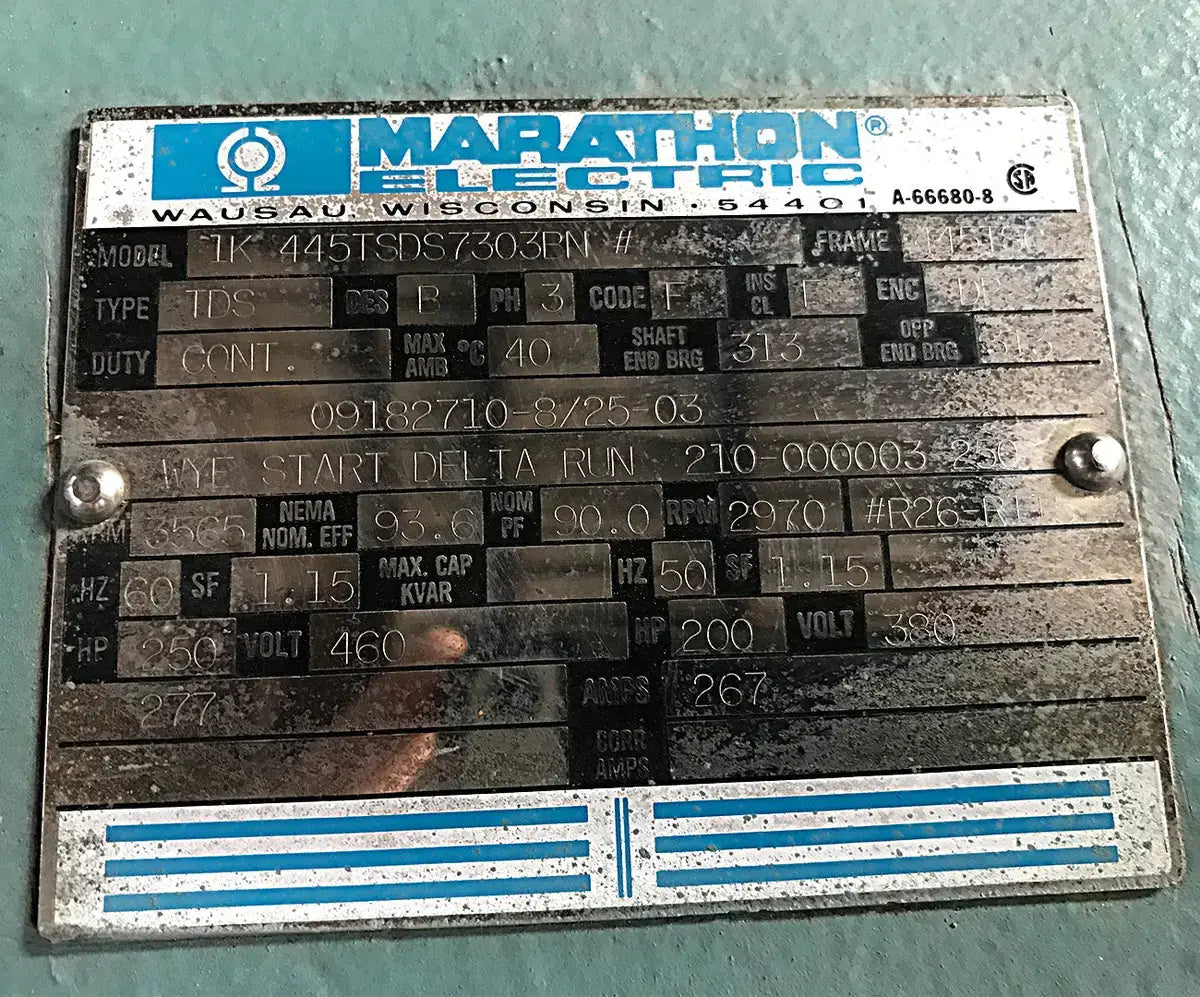 MARATHON®
ELECTRIC
WAUSAU, WISCONSIN · 54401 A-66680-8 SA
MODEL 1K 445TSDS7303PN # FRAME
TYPE TDS DES B PH 3 CODE F INS CL F ENC DP
DUTY CONT. MAX AMB °C 40 SHAFT END BRG 313 OPP END BRG
09182710-8/25-03
WYE START DELTA RUN 210-000003
RPM 3565 NEMA NOM. EFF 93.6 NOM PF 90.0 RPM 2970
HZ 60 SF 1.15 MAX. CAP KVAR HZ 50 SF 1.15
HP 250 VOLT 460 HP 200 VOLT 380
277 AMPS 267
CORR AMPS